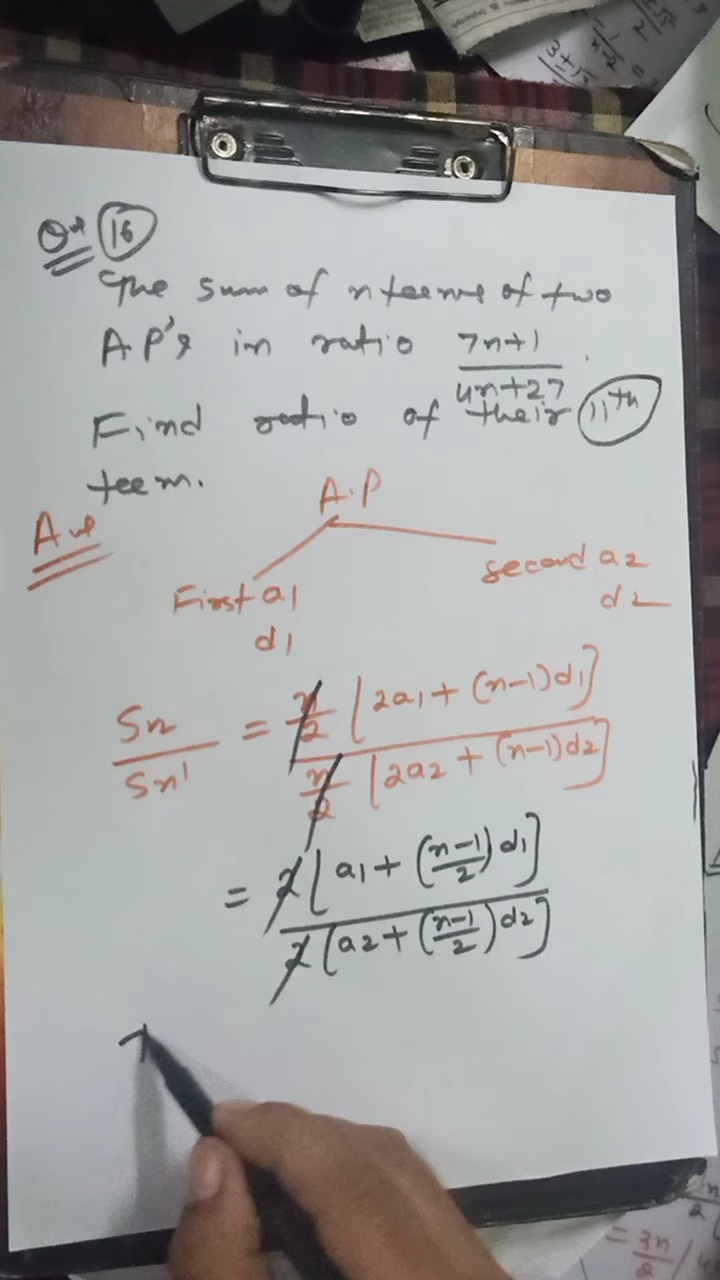 Que 16
The sum of n terms of two
A P's in ratio 7n+1
4n+27
Find ratio of their 11th
term.
Ans
A.P
First a1
d1
second a2
d2
Sn = n/2 [2a1 + (n-1)d1]
Sn' n/2 [2a2 + (n-1)d2]
= 2[a1 + (n-1/2)d1]
2[a2 + (n-1/2)d2]